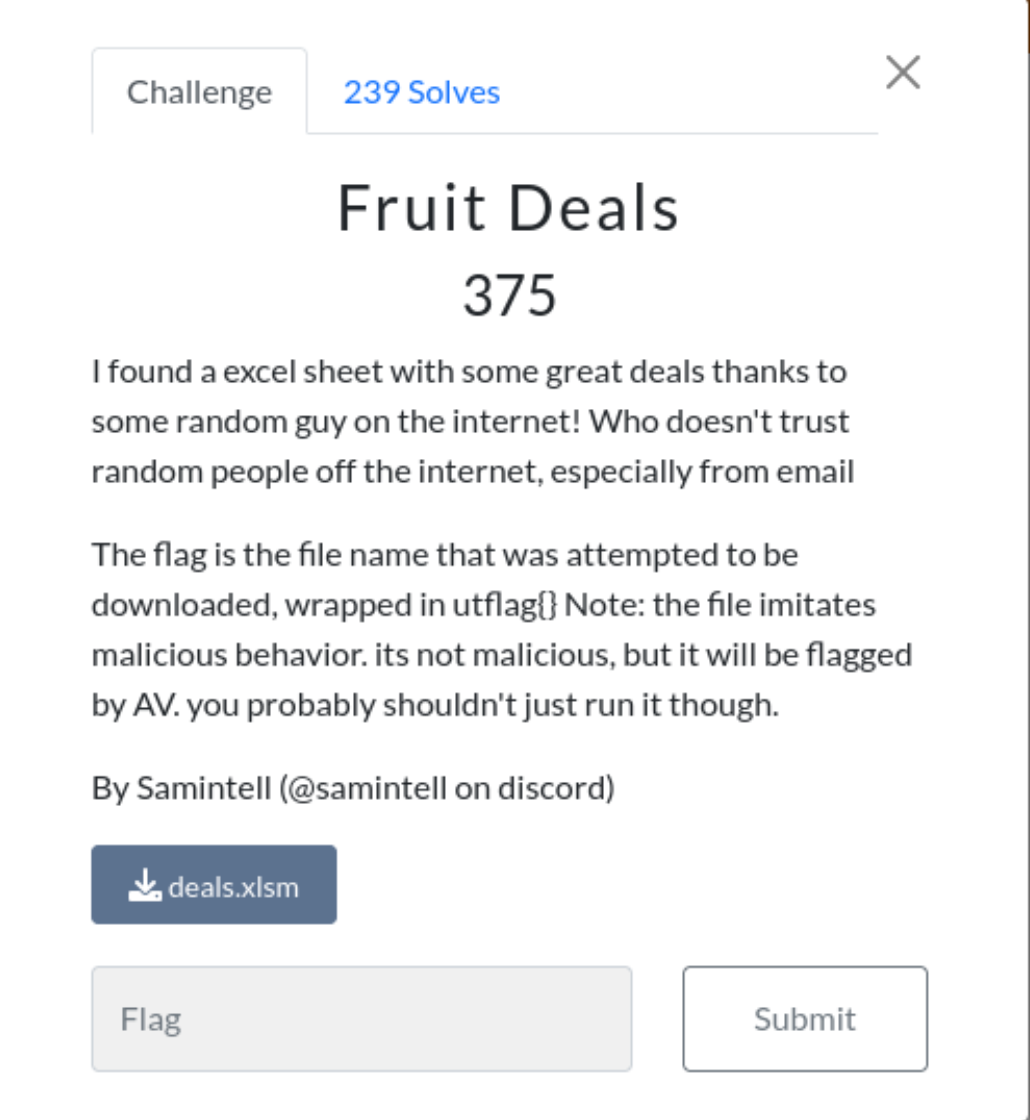 Challenge
239 Solves
Fruit Deals
375
I found a excel sheet with some great deals thanks to
some random guy on the internet! Who doesn't trust
random people off the internet, especially from email
The flag is the file name that was attempted to be
downloaded, wrapped in utflag{} Note: the file imitates
malicious behavior. its not malicious, but it will be flagged
by AV. you probably shouldn't just run it though.
By Samintell (@samintell on discord)
deals.xlsm
Flag
Submit